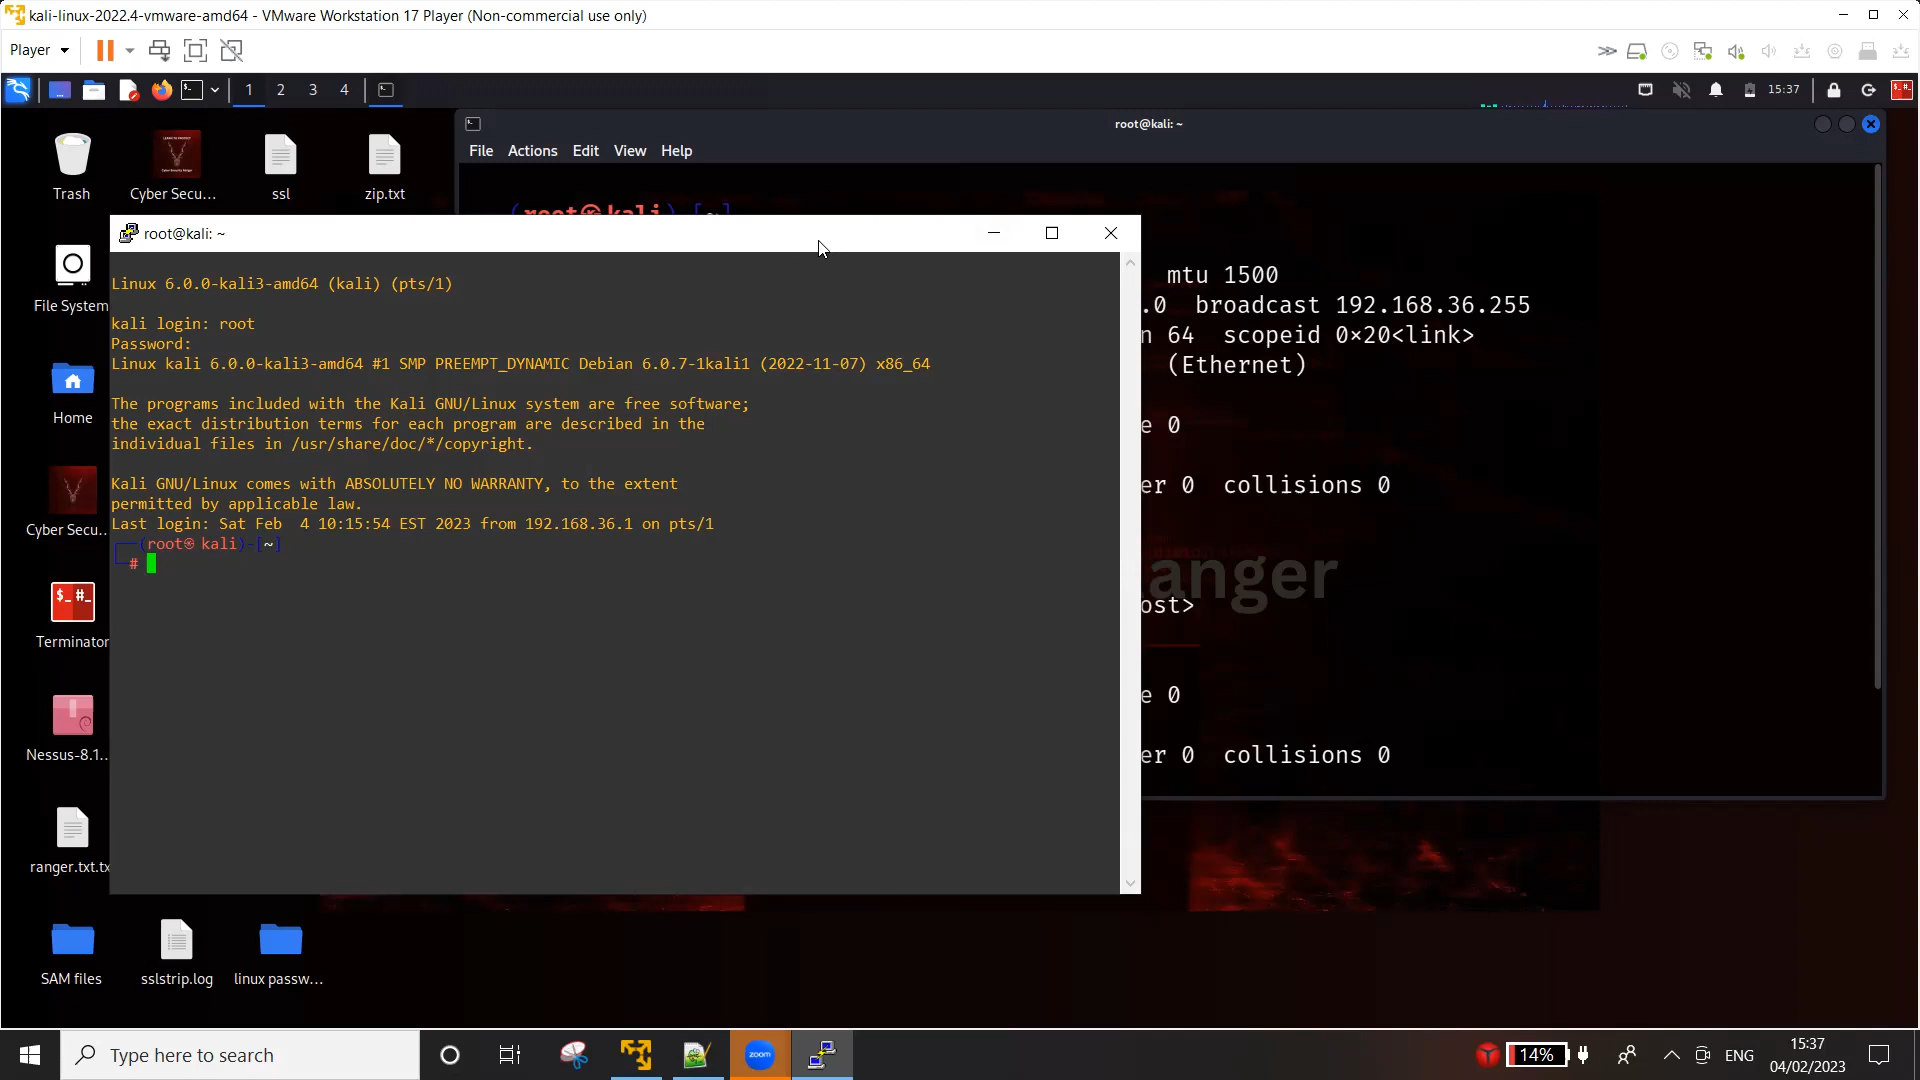 kali-linux-2022.4-vmware-amd64 - VMware Workstation 17 Player (Non-commercial use only)
Player
1 2 3 4
15:37
root@kali: ~
File Actions Edit View Help
Trash
Cyber Secu...
ssl
zip.txt
(root㉿kali)-[~]
root@kali: ~
mtu 1500
.0 broadcast 192.168.36.255
n 64 scopeid 0×20<link>
(Ethernet)
e 0
er 0 collisions 0
anger
ost>
e 0
er 0 collisions 0
Linux 6.0.0-kali3-amd64 (kali) (pts/1)
kali login: root
Password:
Linux kali 6.0.0-kali3-amd64 #1 SMP PREEMPT_DYNAMIC Debian 6.0.7-1kali1 (2022-11-07) x86_64
The programs included with the Kali GNU/Linux system are free software;
the exact distribution terms for each program are described in the
individual files in /usr/share/doc/*/copyright.
Kali GNU/Linux comes with ABSOLUTELY NO WARRANTY, to the extent
permitted by applicable law.
Last login: Sat Feb  4 10:15:54 EST 2023 from 192.168.36.1 on pts/1
┌──(root㉿kali)-[~]
└─#
File System
Home
Cyber Secu..
$_ #_
Terminator
Nessus-8.1..
ranger.txt.tx
SAM files
sslstrip.log
linux passw...
Type here to search
zoom
14%
ENG
15:37
04/02/2023